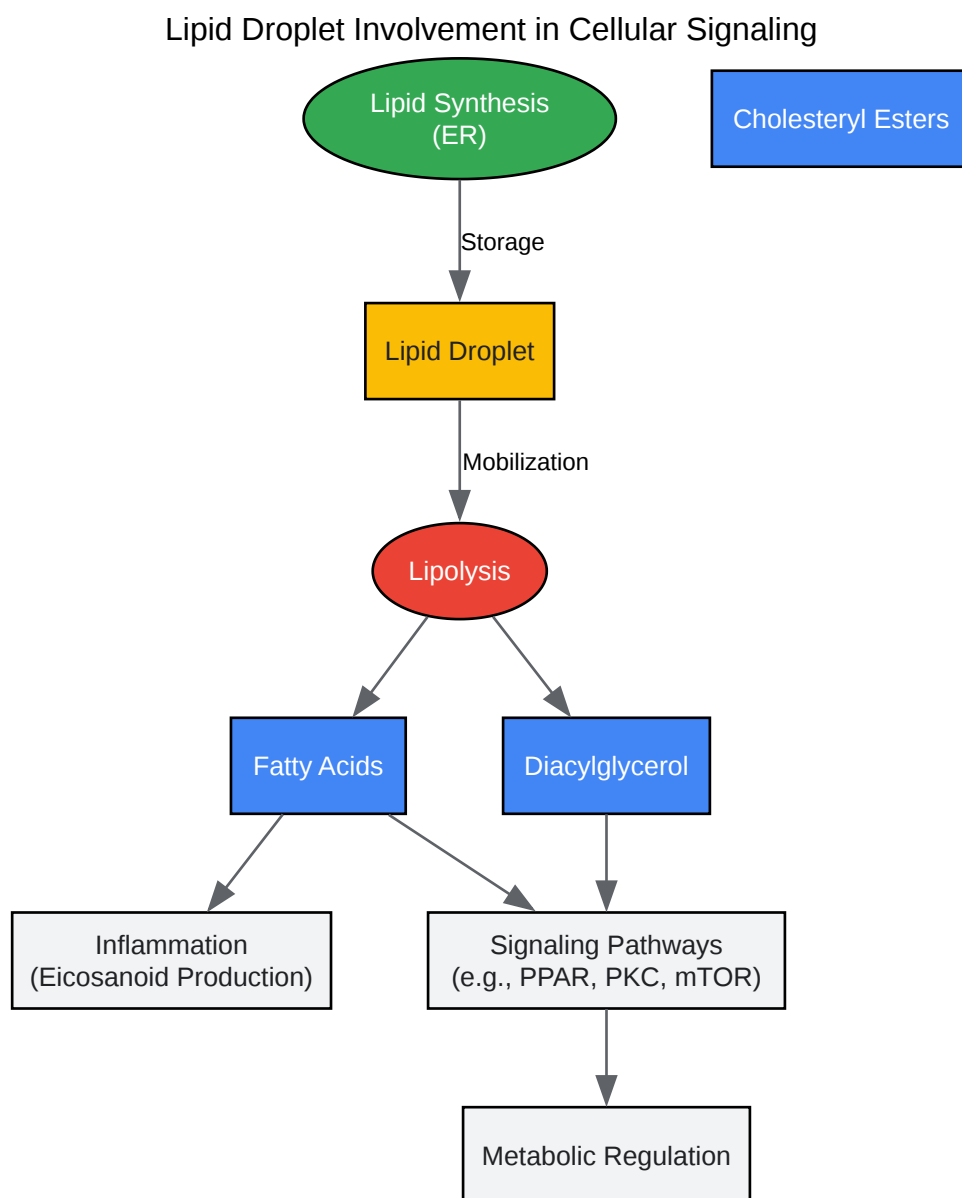 Lipid Droplet Involvement in Cellular Signaling
Lipid Synthesis
(ER)
Cholesteryl Esters
Storage
Lipid Droplet
Mobilization
Lipolysis
Fatty Acids
Diacylglycerol
Inflammation
(Eicosanoid Production)
Signaling Pathways
(e.g., PPAR, PKC, mTOR)
Metabolic Regulation